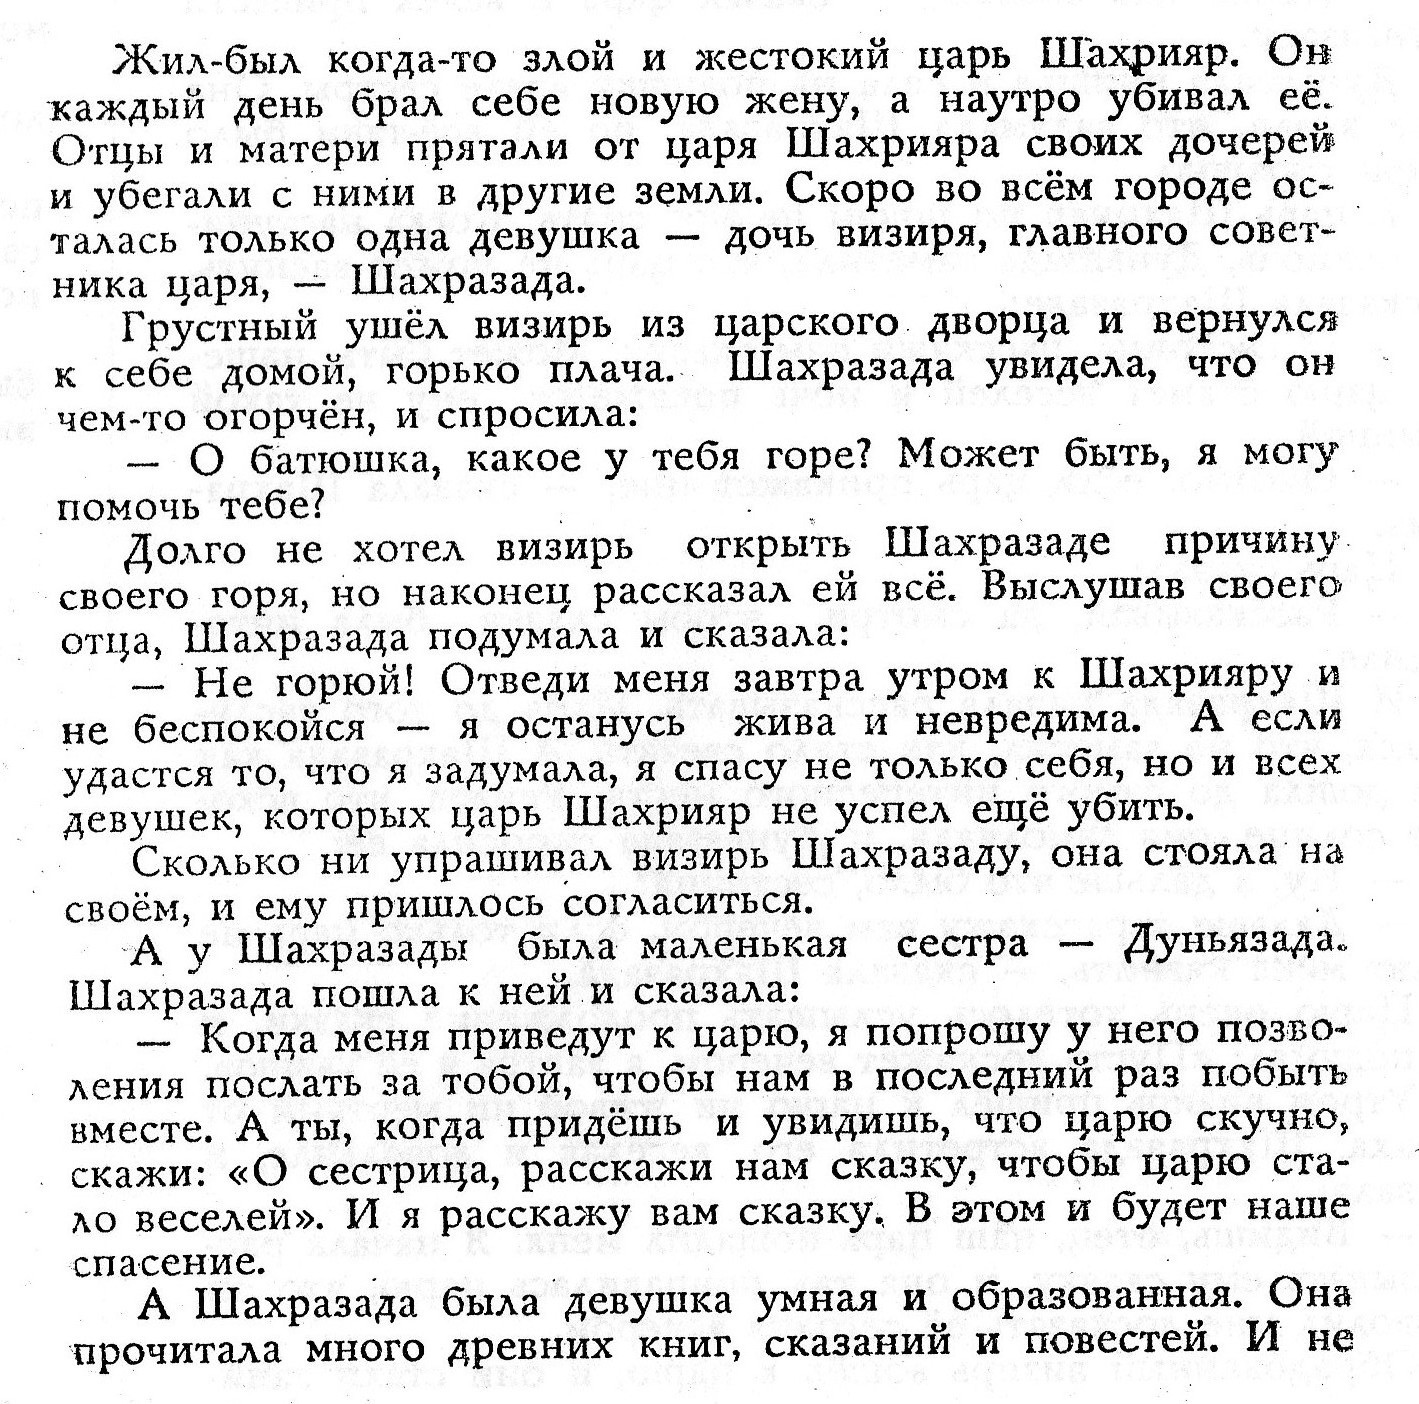 Жил-был когда-то злой и жестокий царь Шахрияр. Он
каждый день брал себе новую жену, а наутро убивал её.
Отцы и матери прятали от царя Шахрияра своих дочерей
и убегали с ними в другие земли. Скоро во всём городе ос-
талась только одна девушка — дочь визиря, главного совет-
ника царя, — Шахразада.
Грустный ушёл визирь из царского дворца и вернулся
к себе домой, горько плача. Шахразада увидела, что он
чем-то огорчён, и спросила:
— О батюшка, какое у тебя горе? Может быть, я могу
помочь тебе?
Долго не хотел визирь открыть Шахразаде причину
своего горя, но наконец рассказал ей всё. Выслушав своего
отца, Шахразада подумала и сказала:
— Не горюй! Отведи меня завтра утром к Шахрияру и
не беспокойся — я останусь жива и невредима. А если
удастся то, что я задумала, я спасу не только себя, но и всех
девушек, которых царь Шахрияр не успел ещё убить.
Сколько ни упрашивал визирь Шахразаду, она стояла на
своём, и ему пришлось согласиться.
А у Шахразады была маленькая сестра — Дуньязада.
Шахразада пошла к ней и сказала:
— Когда меня приведут к царю, я попрошу у него позво-
ления послать за тобой, чтобы нам в последний раз побыть
вместе. А ты, когда придёшь и увидишь, что царю скучно,
скажи: «О сестрица, расскажи нам сказку, чтобы царю ста-
ло веселей». И я расскажу вам сказку. В этом и будет наше
спасение.
А Шахразада была девушка умная и образованная. Она
прочитала много древних книг, сказаний и повестей. И не